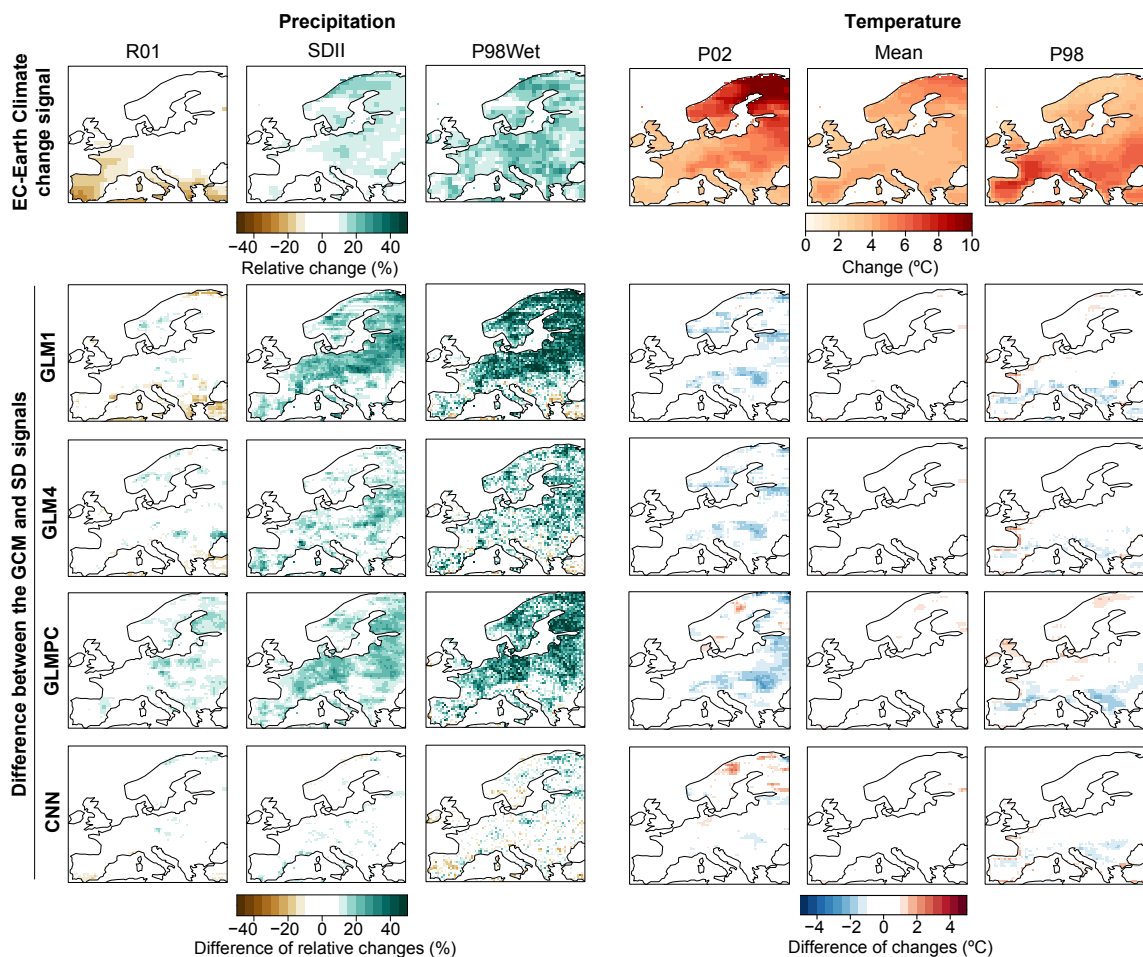 Precipitation
Temperature
R01
SDII
P98Wet
P02
Mean
P98
EC-Earth Climate
change signal
−40 −20 0 20 40
Relative change (%)
0 2 4 6 8 10
Change (ºC)
Difference between the GCM and SD signals
GLM1
GLM4
GLMPC
CNN
−40 −20 0 20 40
Difference of relative changes (%)
−4 −2 0 2 4
Difference of changes (ºC)